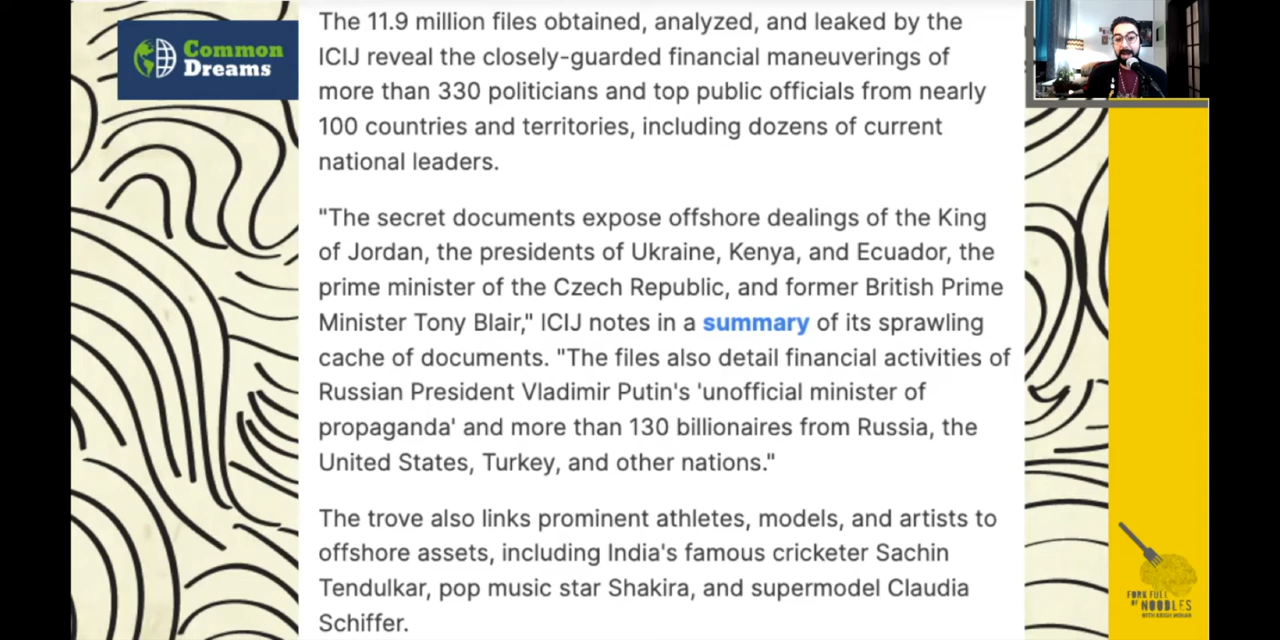 Common
Dreams
The 11.9 million files obtained, analyzed, and leaked by the
ICIJ reveal the closely-guarded financial maneuverings of
more than 330 politicians and top public officials from nearly
100 countries and territories, including dozens of current
national leaders.
"The secret documents expose offshore dealings of the King
of Jordan, the presidents of Ukraine, Kenya, and Ecuador, the
prime minister of the Czech Republic, and former British Prime
Minister Tony Blair," ICIJ notes in a summary of its sprawling
cache of documents. "The files also detail financial activities of
Russian President Vladimir Putin's 'unofficial minister of
propaganda' and more than 130 billionaires from Russia, the
United States, Turkey, and other nations."
The trove also links prominent athletes, models, and artists to
offshore assets, including India's famous cricketer Sachin
Tendulkar, pop music star Shakira, and supermodel Claudia
Schiffer.
FORK FULL
OF NOODLES
WITH KRISH MOHAN